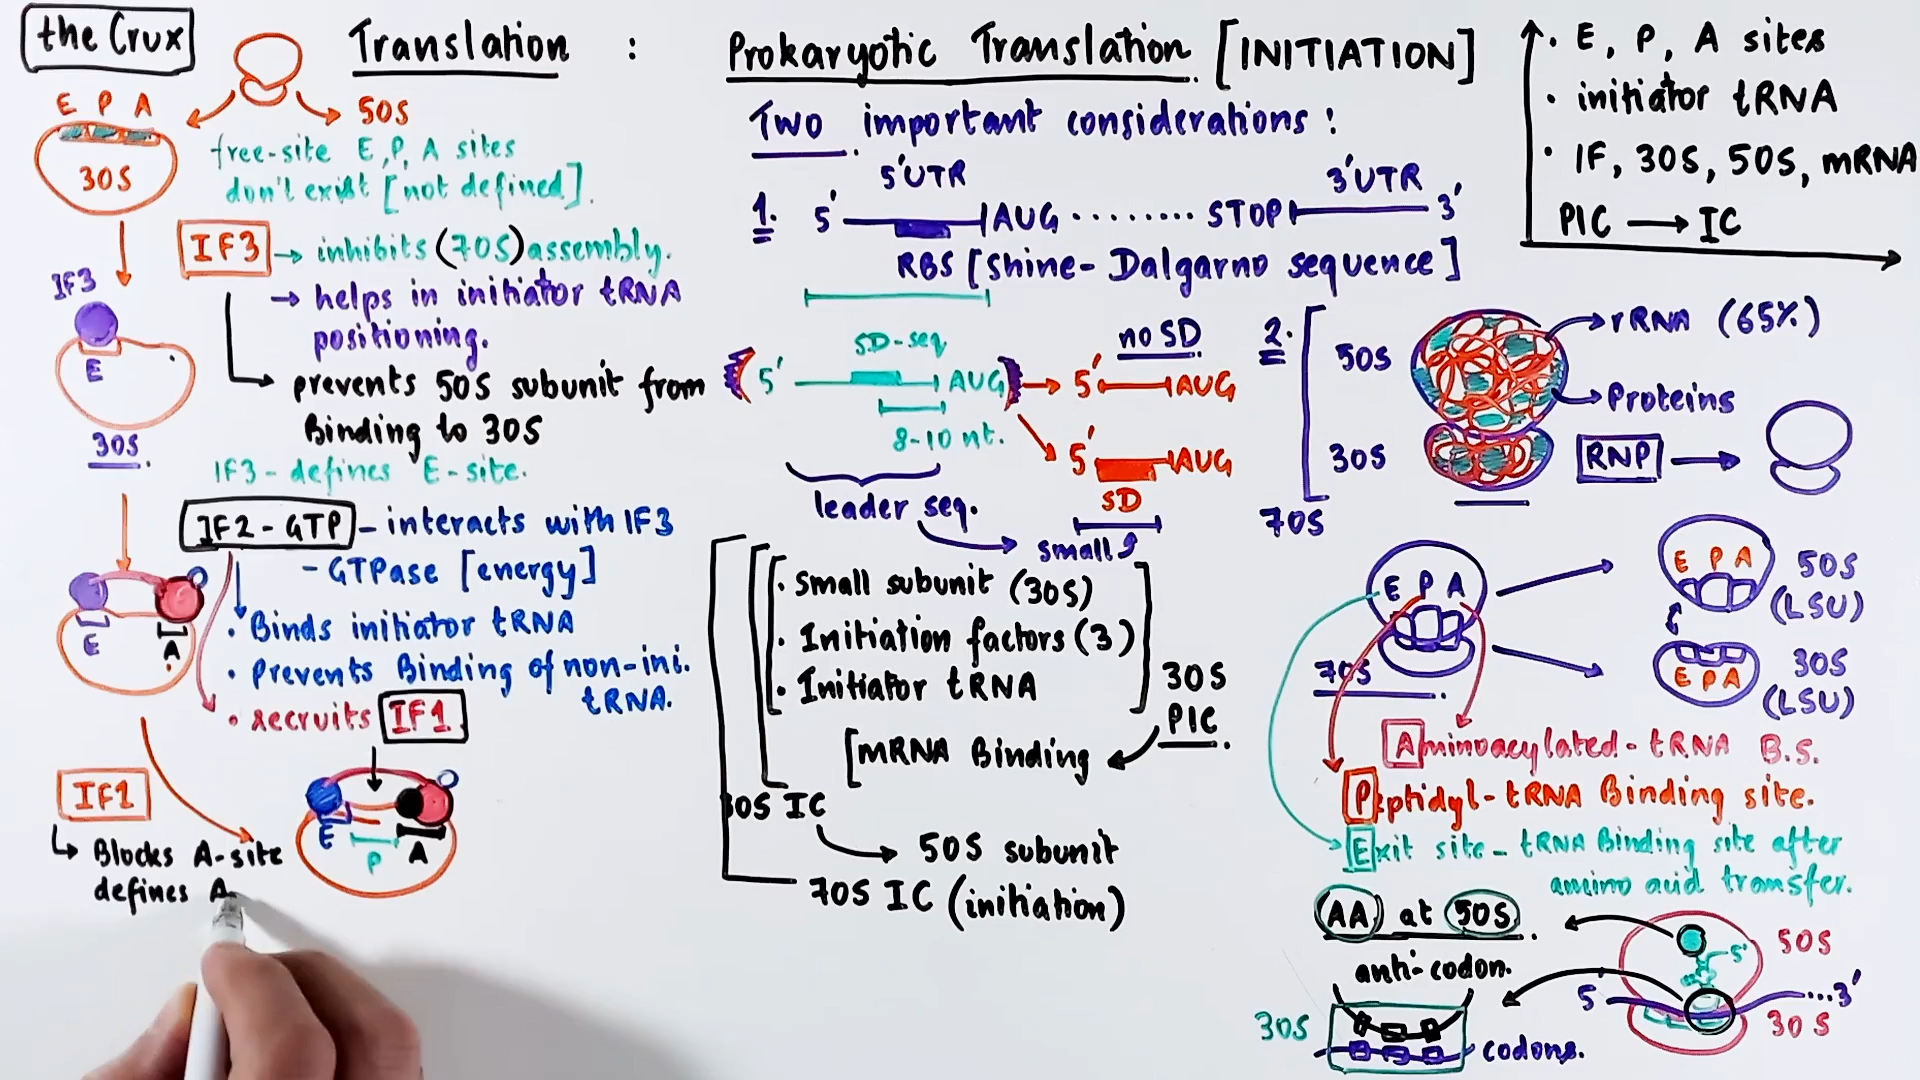 the Crux
Translation :
E P A
50S
30S
free-site E, P, A sites
don't exist [not defined].
IF3 → inhibits (70S) assembly.
→ helps in initiator tRNA
positioning.
prevents 50S subunit from
Binding to 30S
IF3 - defines E-site.
IF3
E
30S
IF2-GTP - interacts with IF3
- GTPase [energy]
• Binds initiator tRNA
• Prevents Binding of non-ini.
tRNA.
• recruits IF1
E
A
IF1
Blocks A-site
defines A
E P A
Prokaryotic Translation [INITIATION]
Two important considerations:
5'UTR
3'UTR
1. 5' AUG ........ STOP 3'
RBS [Shine-Dalgarno sequence]
SD-seq
5' AUG
8-10 nt.
leader seq.
small
no SD
5' AUG
5' AUG
SD
• Small subunit (30S)
• Initiation factors (3)
• Initiator tRNA
30S
PIC
[mRNA Binding
30S IC
50S subunit
70S IC (initiation)
• E, P, A sites
• initiator tRNA
• IF, 30S, 50S, mRNA
PIC → IC
2.
50S
rRNA (65%)
Proteins
30S
RNP
70S
E P A
70S
E P A
50S
(LSU)
E P A
30S
(LSU)
Aminoacylated-tRNA B.S.
Peptidyl-tRNA Binding site.
Exit site - tRNA Binding site after
amino acid transfer.
AA at 50S
anti-codon.
30S
codons.
50S
5'
5' ...3'
30S